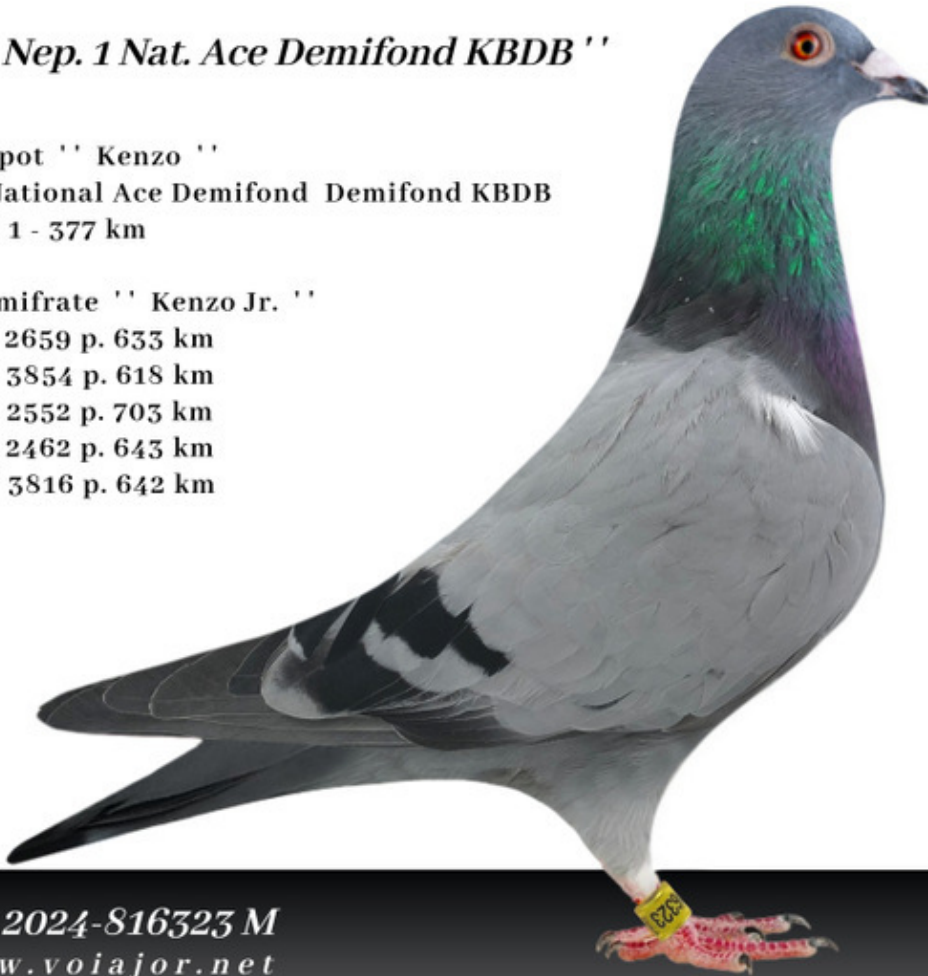 Nep. 1 Nat. Ace Demifond KBDB ''
pot '' Kenzo ''
National Ace Demifond Demifond KBDB
1 - 377 km
mifrate '' Kenzo Jr. ''
2659 p. 633 km
3854 p. 618 km
2552 p. 703 km
2462 p. 643 km
3816 p. 642 km
6323
2024-816323 M
w.voiajor.net